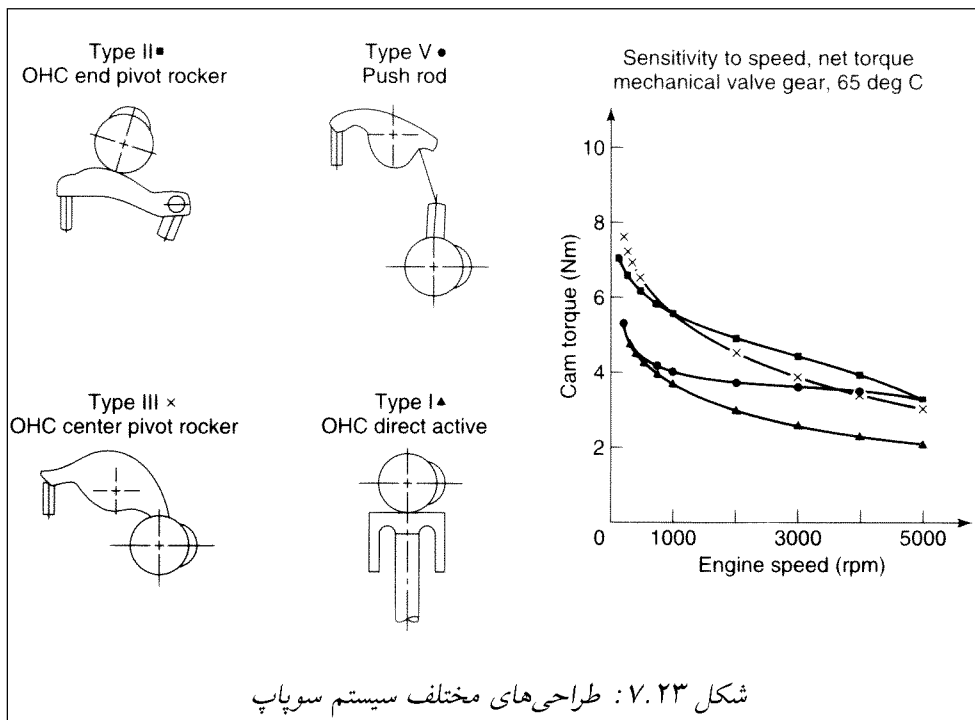 Type II ■
OHC end pivot rocker
Type V ●
Push rod
Type III ×
OHC center pivot rocker
Type I ▲
OHC direct active
Sensitivity to speed, net torque
mechanical valve gear, 65 deg C
Cam torque (Nm)
10
8
6
4
2
0
1000
3000
5000
Engine speed (rpm)
شکل ۷.۲۳: طراحی‌های مختلف سیستم سوپاپ